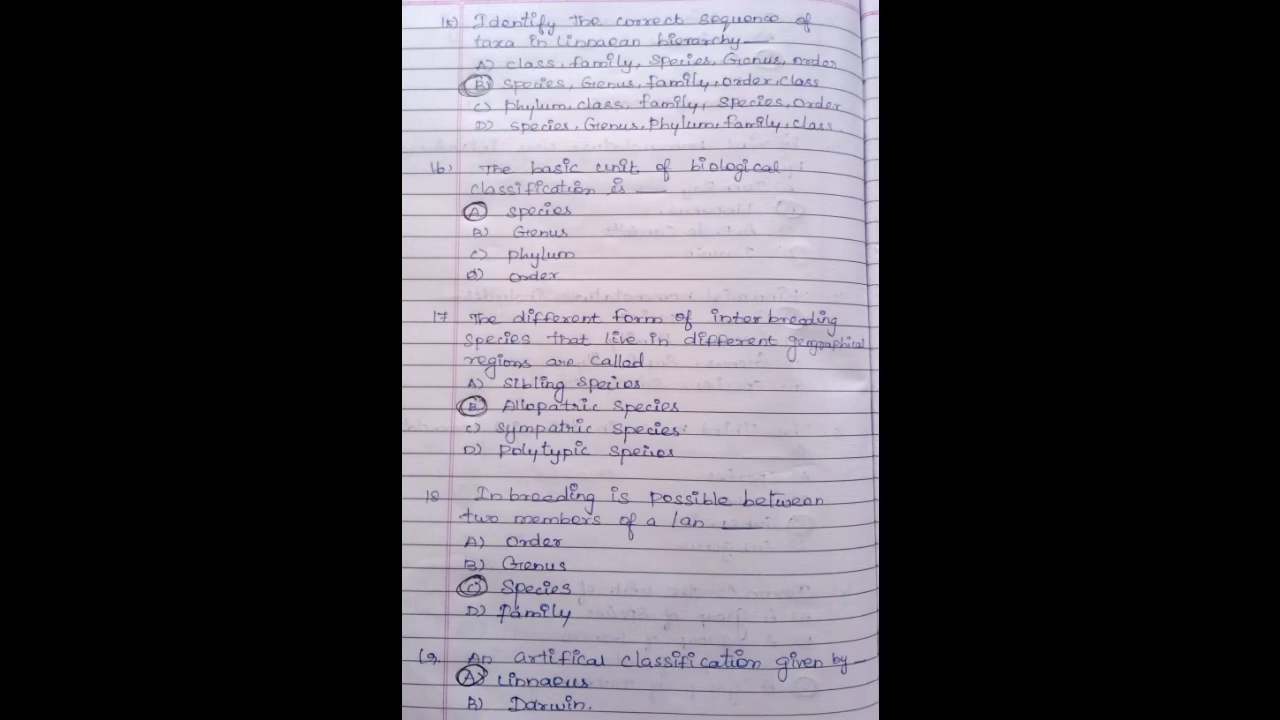 15) Identify the correct sequence of
taxa in Linnaean hierarchy—
A) class, family, species, Genus, order
B) species, Genus, family, order, class
C) phylum, class, family, species, order
D) species, Genus, phylum, family, class
16) The basic unit of biological
classification is —
A) species
B) Genus
C) phylum
D) order
17 The different form of interbreeding
species that live in different geographical
regions are called
A) Sibling species
B) Allopatric species
C) sympatric species
D) polytypic species
18 Inbreeding is possible between
two members of a / an —
A) order
B) Genus
C) Species
D) family
19. An artifical classification given by—
A) Linnaeus
B) Darwin.